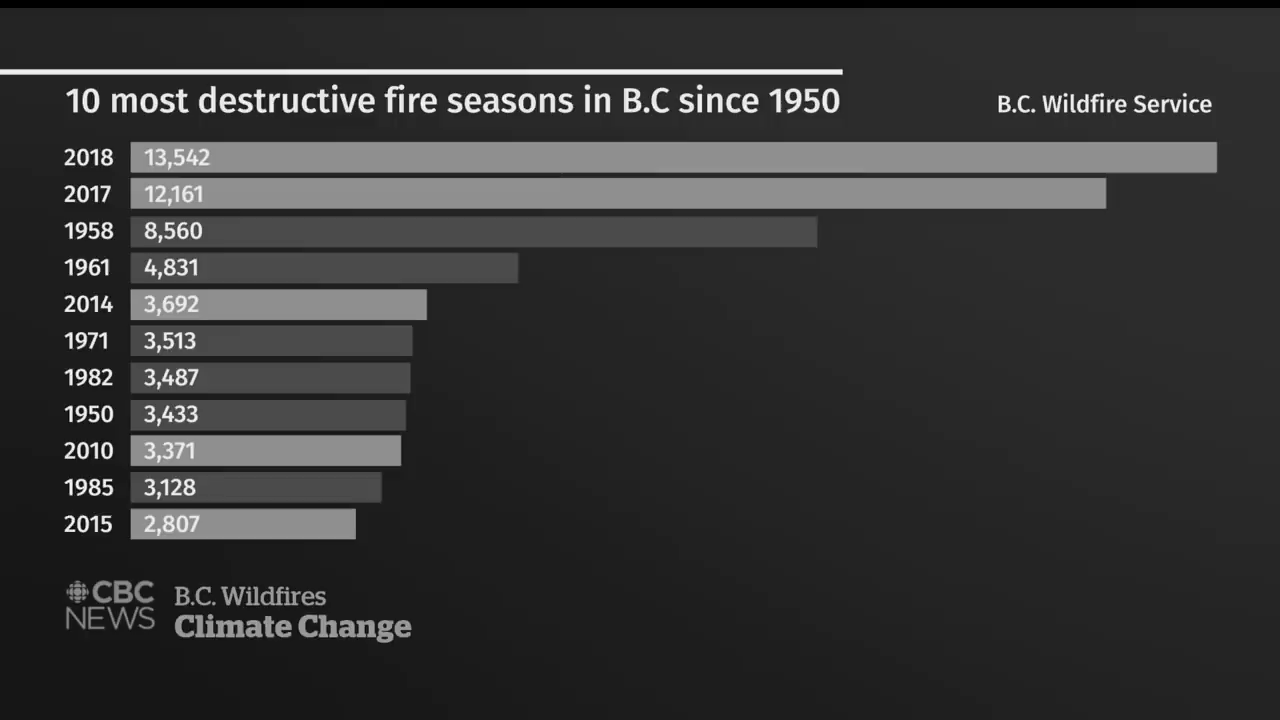 10 most destructive fire seasons in B.C since 1950
B.C. Wildfire Service
2018 13,542
2017 12,161
1958 8,560
1961 4,831
2014 3,692
1971 3,513
1982 3,487
1950 3,433
2010 3,371
1985 3,128
2015 2,807
CBC
NEWS
B.C. Wildfires
Climate Change